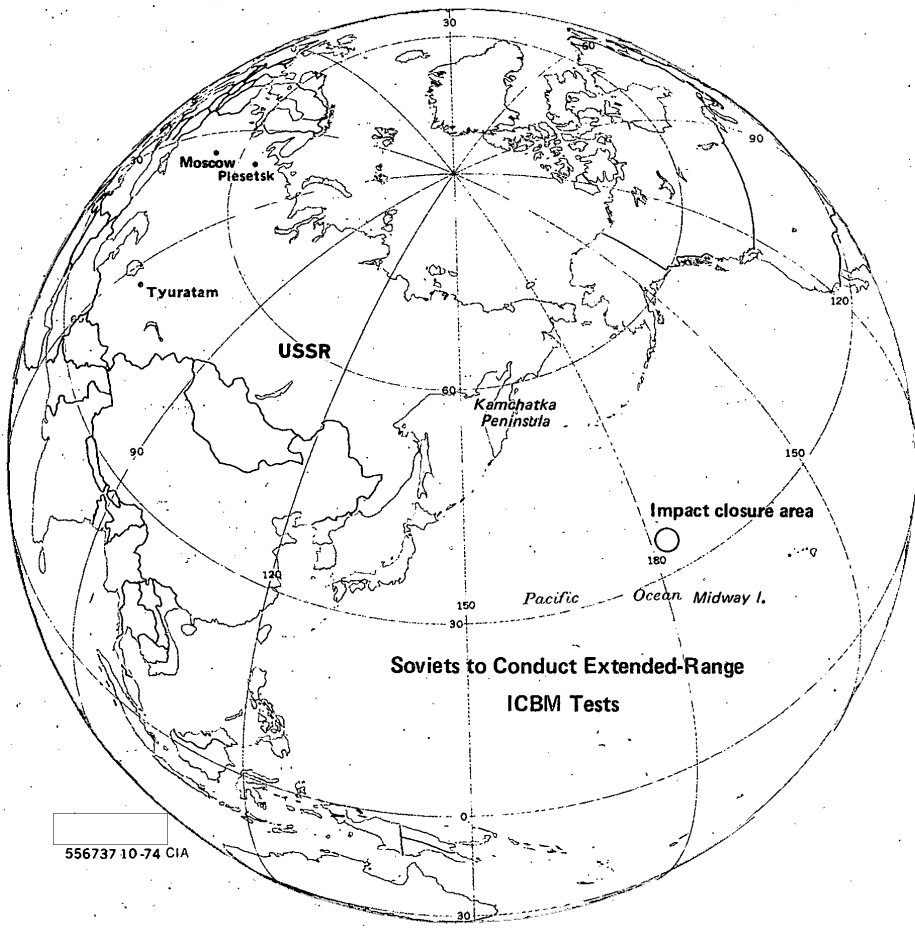 30
60
90
30
Moscow
Plesetsk
Tyuratam
120
60
USSR
60
Kamchatka
Peninsula
90
150
Impact closure area
180
120
Pacific Ocean Midway I.
150
30
Soviets to Conduct Extended-Range
ICBM Tests
0
556737 10-74 CIA
30